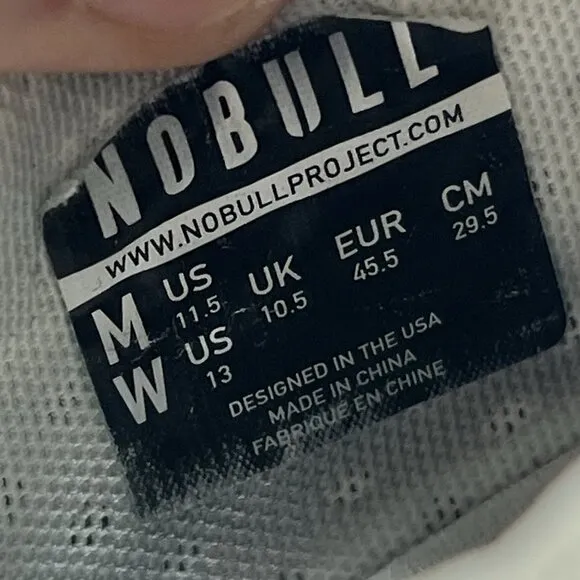 NOBULL
WWW.NOBULLPROJECT.COM
M US 11.5 UK 10.5 EUR 45.5 CM 29.5
W US 13
DESIGNED IN THE USA
MADE IN CHINA
FABRIQUE EN CHINE